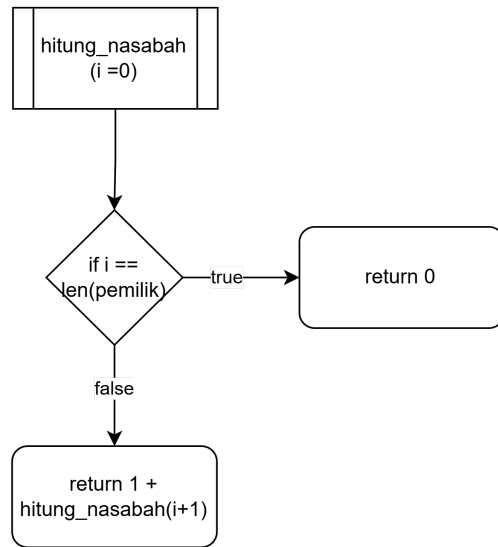 hitung_nasabah
(i =0)
if i ==
len(pemilik)
true
return 0
false
return 1 +
hitung_nasabah(i+1)